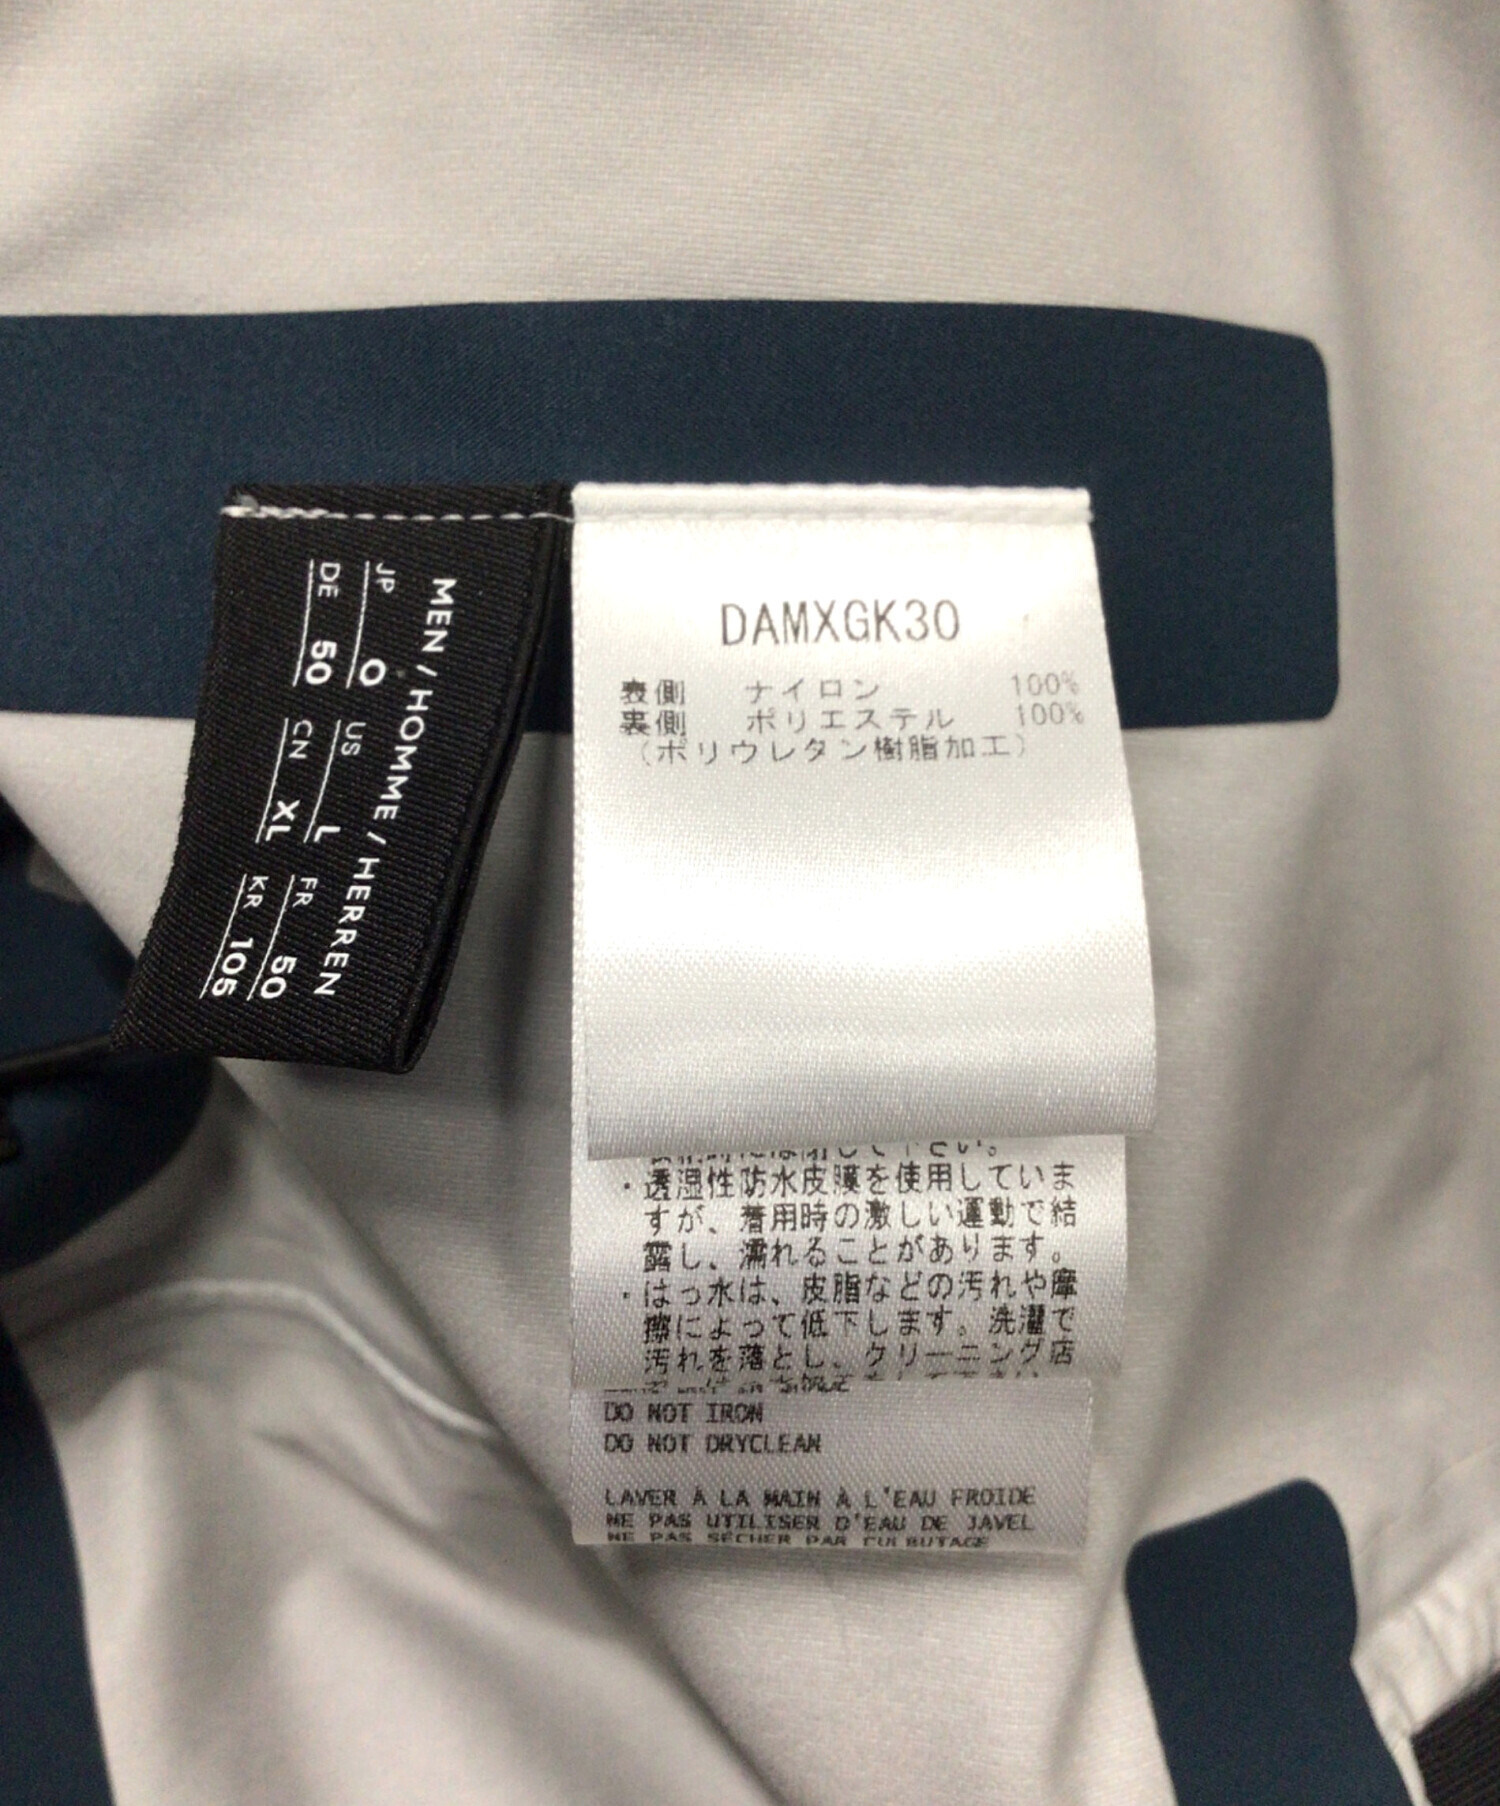 MEN / HOMME / HERREN
JP O US L FR 50
DE 50 CN XL KR 105
DAMXGK30
表側 ナイロン 100%
裏側 ポリエステル 100%
（ポリウレタン樹脂加工）
下さい。
・透湿性防水皮膜を使用していま
すが、着用時の激しい運動で結
露し、濡れることがあります。
・はっ水は、皮脂などの汚れや摩
擦によって低下します。洗濯で
汚れを落とし、クリーニング店
DO NOT IRON
DO NOT DRYCLEAN
LAVER À LA MAIN À L'EAU FROIDE
NE PAS UTILISER D'EAU DE JAVEL
NE PAS SÉCHER PAR CULBUTAGE